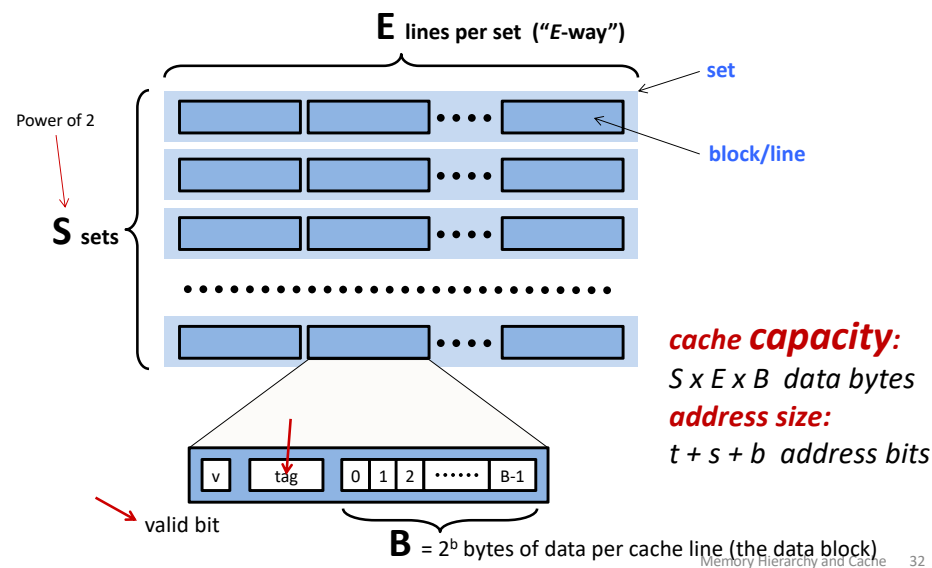 E lines per set (“E-way”)
set
Power of 2
block/line
S sets
cache capacity:
S x E x B data bytes
address size:
t + s + b address bits
v tag 0 1 2 B-1
valid bit
B = 2ᵇ bytes of data per cache line (the data block)
Memory Hierarchy and Cache 32